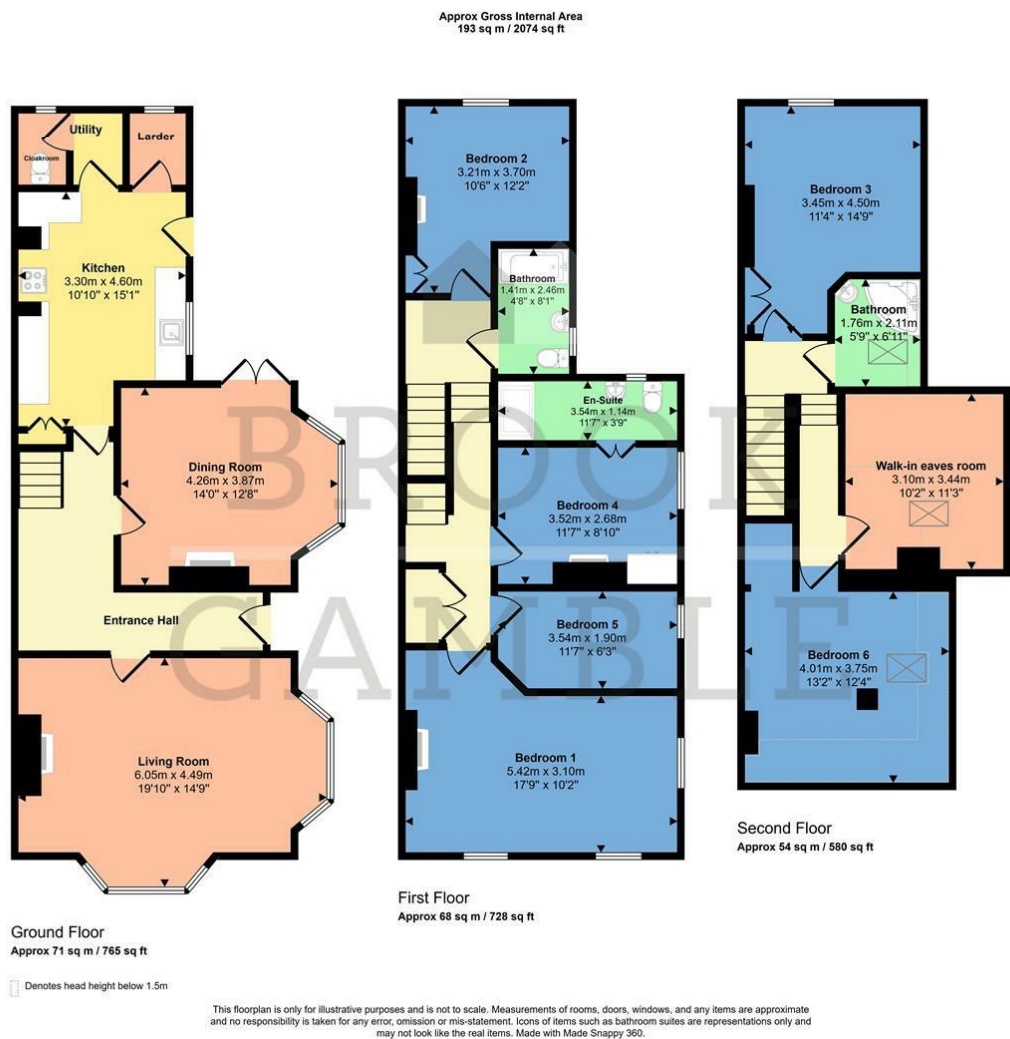 Approx Gross Internal Area
193 sq m / 2074 sq ft
Utility
Larder
Cloakroom
Kitchen
3.30m x 4.60m
10'10" x 15'1"
Dining Room
4.26m x 3.87m
14'0" x 12'8"
Entrance Hall
Living Room
6.05m x 4.49m
19'10" x 14'9"
Ground Floor
Approx 71 sq m / 765 sq ft
Denotes head height below 1.5m
Bedroom 2
3.21m x 3.70m
10'6" x 12'2"
Bathroom
1.41m x 2.46m
4'8" x 8'1"
En-Suite
3.54m x 1.14m
11'7" x 3'9"
Bedroom 4
3.52m x 2.68m
11'7" x 8'10"
Bedroom 5
3.54m x 1.90m
11'7" x 6'3"
Bedroom 1
5.42m x 3.10m
17'9" x 10'2"
First Floor
Approx 68 sq m / 728 sq ft
Bedroom 3
3.45m x 4.50m
11'4" x 14'9"
Bathroom
1.76m x 2.11m
5'9" x 6'11"
Walk-in eaves room
3.10m x 3.44m
10'2" x 11'3"
Bedroom 6
4.01m x 3.75m
13'2" x 12'4"
Second Floor
Approx 54 sq m / 580 sq ft
BROOK
GAMBLE
This floorplan is only for illustrative purposes and is not to scale. Measurements of rooms, doors, windows, and any items are approximate
and no responsibility is taken for any error, omission or mis-statement. Icons of items such as bathroom suites are representations only and
may not look like the real items. Made with Made Snappy 360.